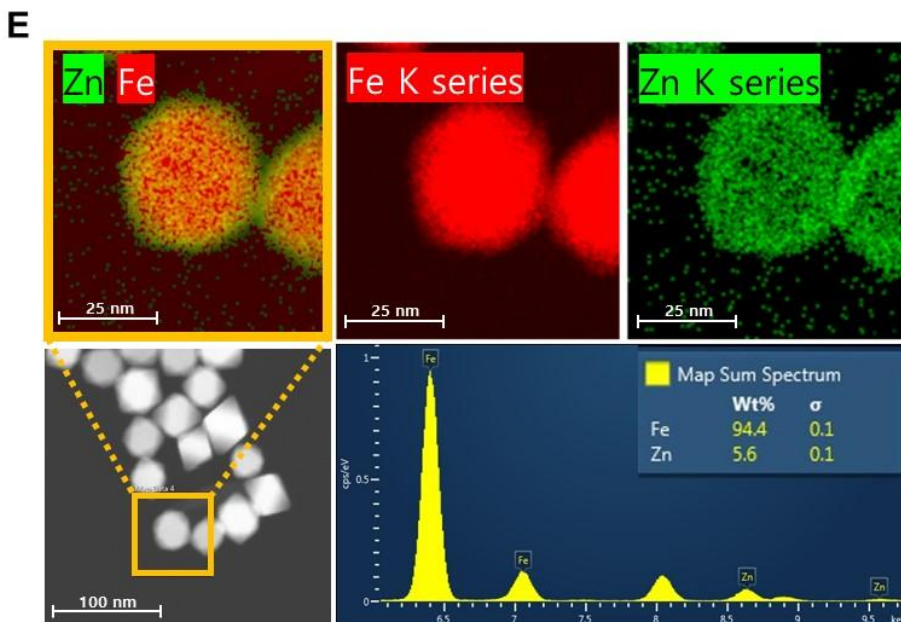 E
Zn Fe
Fe K series
Zn K series
25 nm
25 nm
25 nm
100 nm
Map Sum Spectrum
Wt% σ
Fe 94.4 0.1
Zn 5.6 0.1
1
cps/eV
0.5
0
Fe
Fe
Zn
Zn
6.5 7 7.5 8 8.5 9 9.5 ke